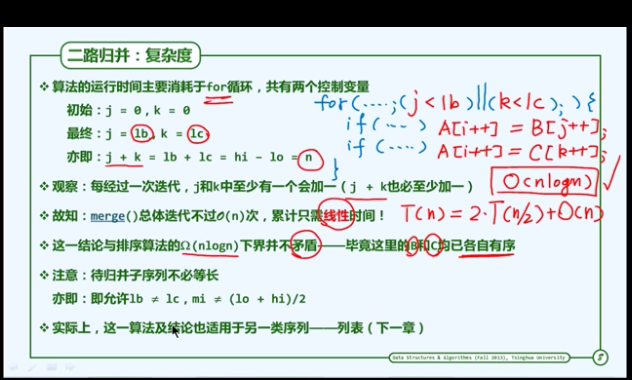 二路归并：复杂度
❖ 算法的运行时间主要消耗于for循环，共有两个控制变量
初始：j = 0，k = 0
最终：j = lb，k = lc
亦即：j + k = lb + lc = hi - lo = n
for(····;(j<lb)||(k<lc);){
if(····) A[i++] = B[j++];
if(····) A[i++] = C[k++];
}
❖ 观察：每经过一次迭代，j和k中至少有一个会加一（j + k也必至少加一）
O(nlogn)
❖ 故知：merge()总体迭代不过O(n)次，累计只需线性时间！
T(n) = 2·T(n/2)+O(n)
❖ 这一结论与排序算法的Ω(nlogn)下界并不矛盾——毕竟这里的B和C均已各自有序
❖ 注意：待归并子序列不必等长
亦即：即允许lb ≠ lc，mi ≠ (lo + hi)/2
❖ 实际上，这一算法及结论也适用于另一类序列——列表（下一章）
Data Structures & Algorithms (Fall 2013), Tsinghua University
8